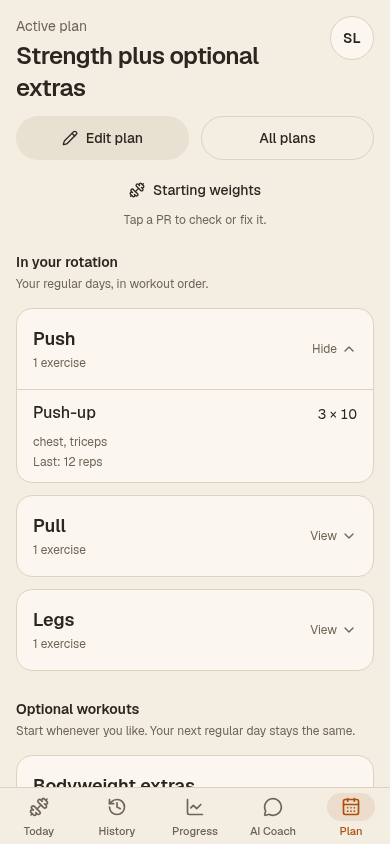 Active plan
SL
Strength plus optional
extras
Edit plan
All plans
Starting weights
Tap a PR to check or fix it.
In your rotation
Your regular days, in workout order.
Push
Hide
1 exercise
Push-up
3 × 10
chest, triceps
Last: 12 reps
Pull
View
1 exercise
Legs
View
1 exercise
Optional workouts
Start whenever you like. Your next regular day stays the same.
Bodyweight extras
Today
History
Progress
AI Coach
Plan